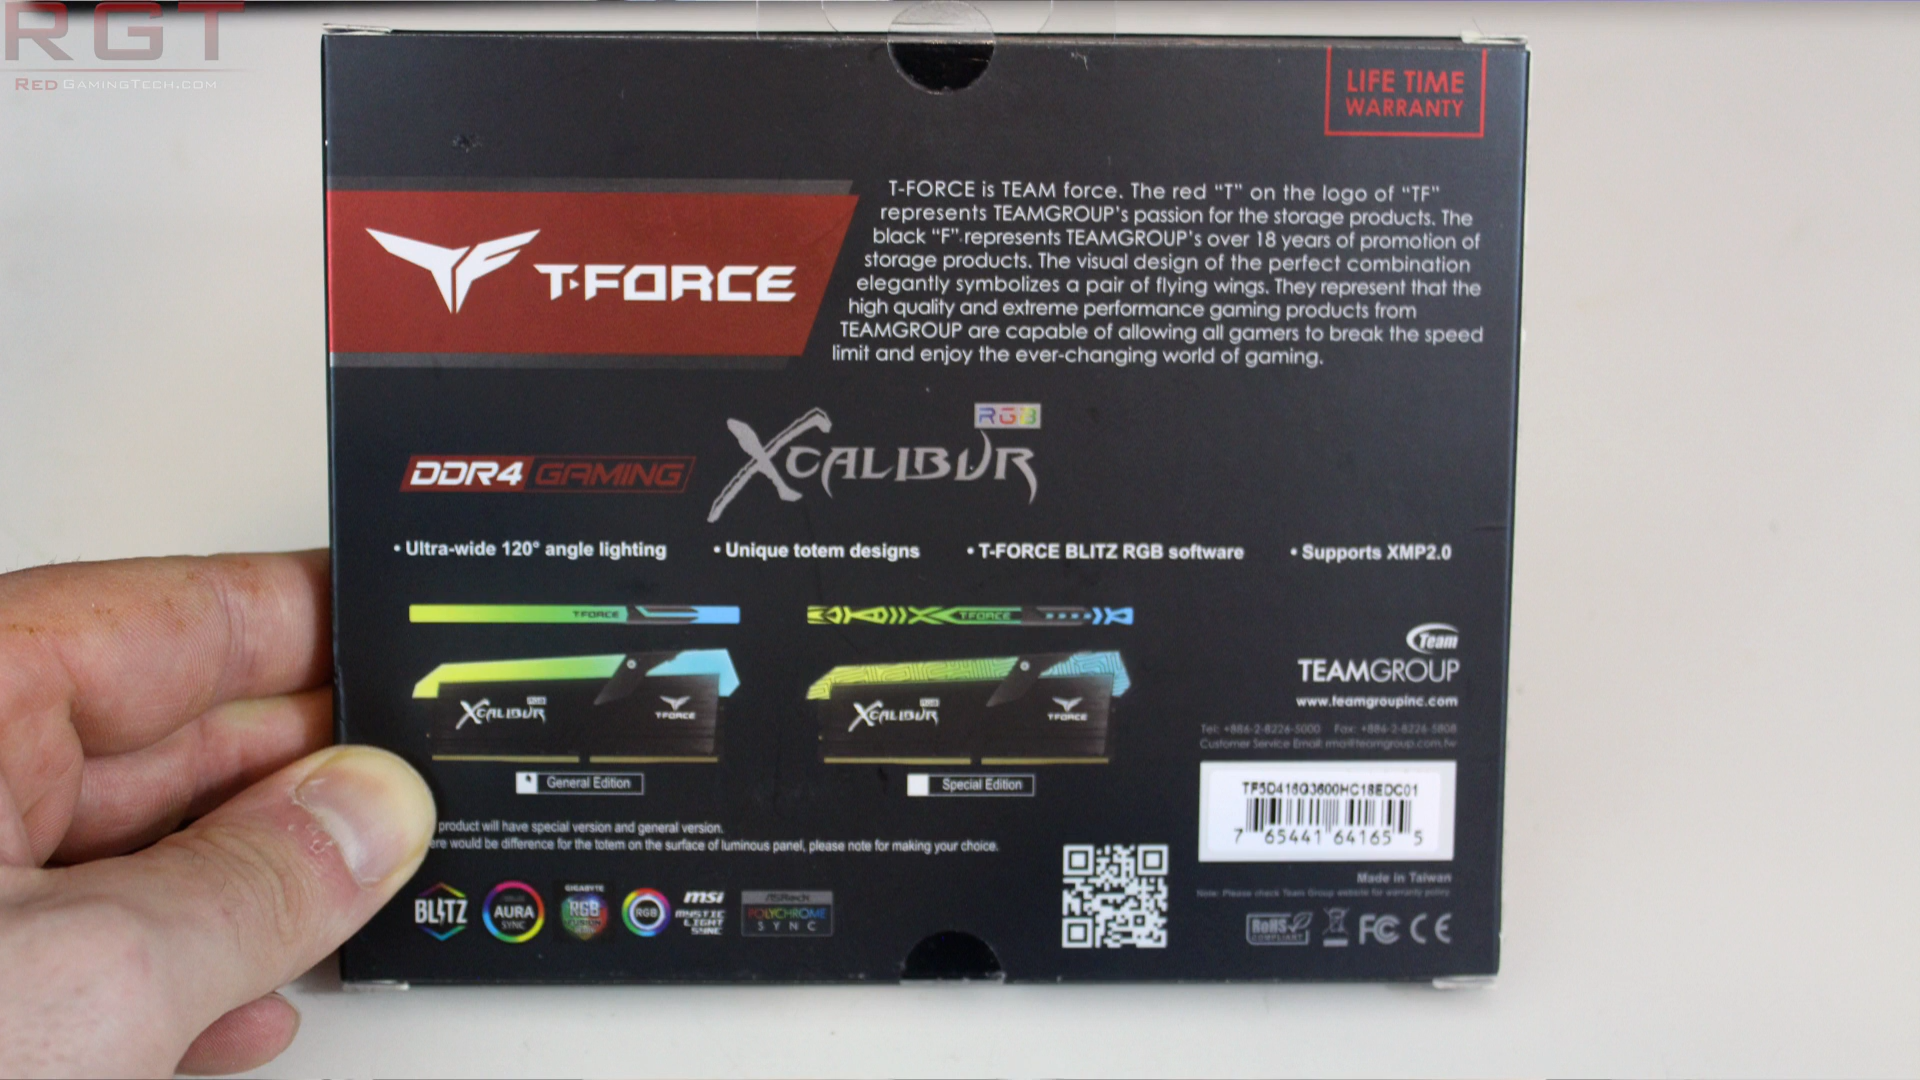 RGT
RedGamingTech.com
LIFE TIME
WARRANTY
T-FORCE is TEAM force. The red “T” on the logo of “TF”
represents TEAMGROUP’s passion for the storage products. The
black “F” represents TEAMGROUP’s over 18 years of promotion of
storage products. The visual design of the perfect combination
elegantly symbolizes a pair of flying wings. They represent that the
high quality and extreme performance gaming products from
TEAMGROUP are capable of allowing all gamers to break the speed
limit and enjoy the ever-changing world of gaming.
T-FORCE
RGB
DDR4 GAMING XCALIBUR
• Ultra-wide 120° angle lighting • Unique totem designs • T-FORCE BLITZ RGB software • Supports XMP2.0
T-FORCE T-FORCE
RGB RGB
XCALIBUR T-FORCE XCALIBUR T-FORCE
General Edition Special Edition
Team
TEAMGROUP
www.teamgroupinc.com
Tel: +886-2-8226-5000 Fax: +886-2-8226-5808
Customer Service Email: rma@teamgroup.com.tw
TF5D416G3600HC18EDC01
7 65441 64165 5
product will have special version and general version.
ere would be difference for the totem on the surface of luminous panel, please note for making your choice.
Made in Taiwan
Note: Please check Team Group website for warranty policy.
BLITZ
AURA
SYNC
GIGABYTE
RGB
FUSION
RGB
msi
MYSTIC
LIGHT
SYNC
ASRock
POLYCHROME
SYNC
RoHS
COMPLIANT
FC CE